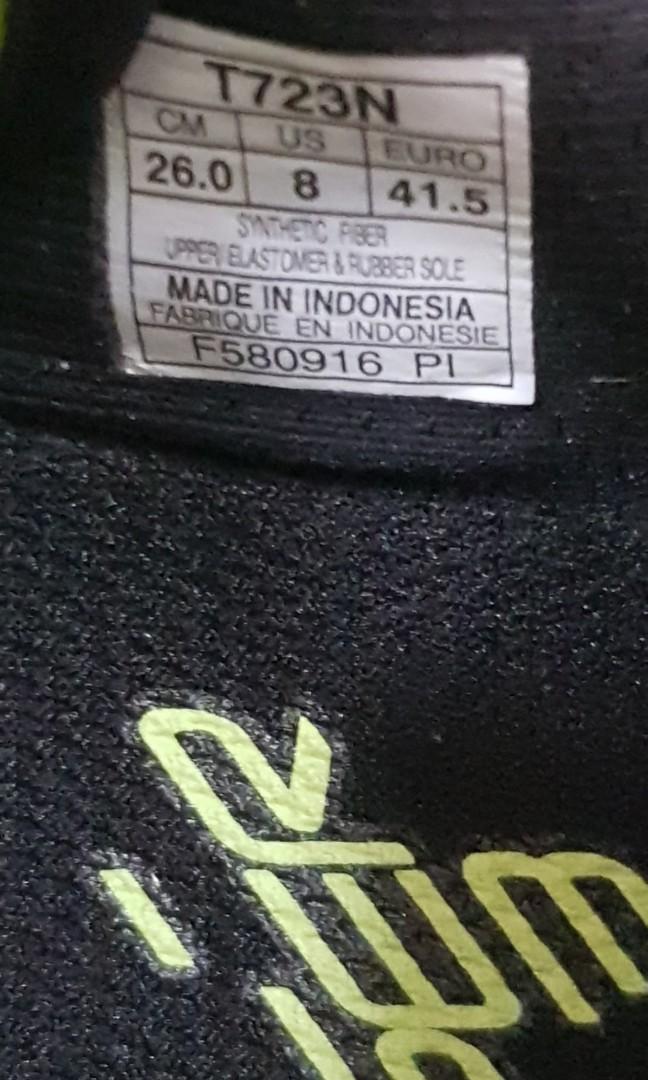 T723N
CM US EURO
26.0 8 41.5
SYNTHETIC FIBER
UPPER/ELASTOMER & RUBBER SOLE
MADE IN INDONESIA
FABRIQUE EN INDONESIE
F580916 PI